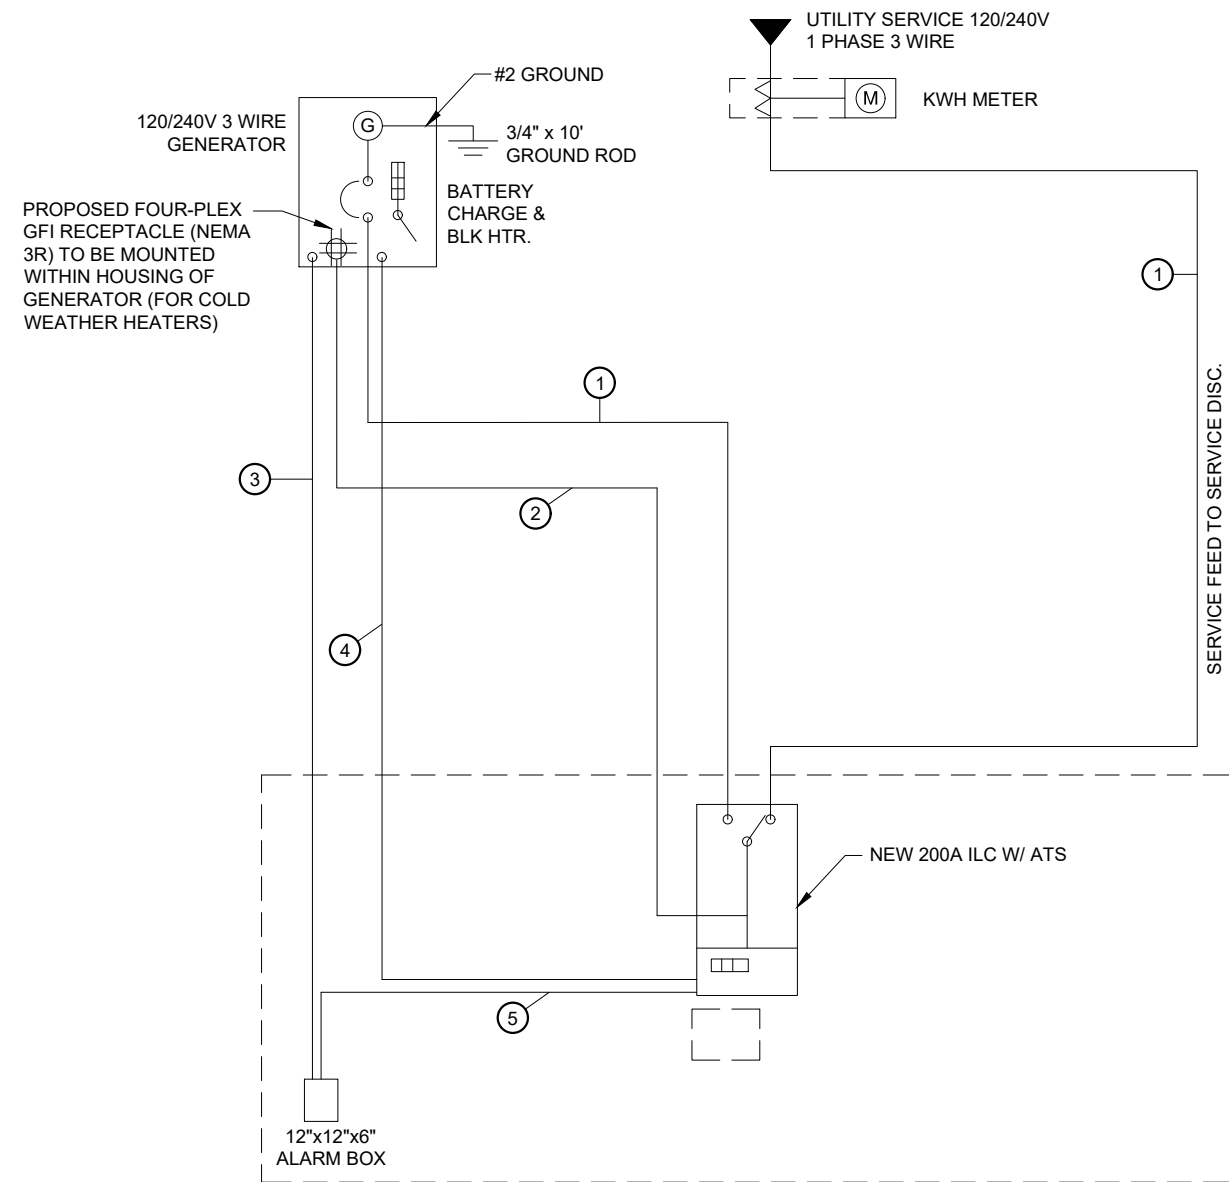 UTILITY SERVICE 120/240V
1 PHASE 3 WIRE
M
KWH METER
#2 GROUND
120/240V 3 WIRE
GENERATOR
G
3/4" x 10'
GROUND ROD
BATTERY
CHARGE &
BLK HTR.
PROPOSED FOUR-PLEX
GFI RECEPTACLE (NEMA
3R) TO BE MOUNTED
WITHIN HOUSING OF
GENERATOR (FOR COLD
WEATHER HEATERS)
1
1
SERVICE FEED TO SERVICE DISC.
3
2
4
NEW 200A ILC W/ ATS
5
12"x12"x6"
ALARM BOX